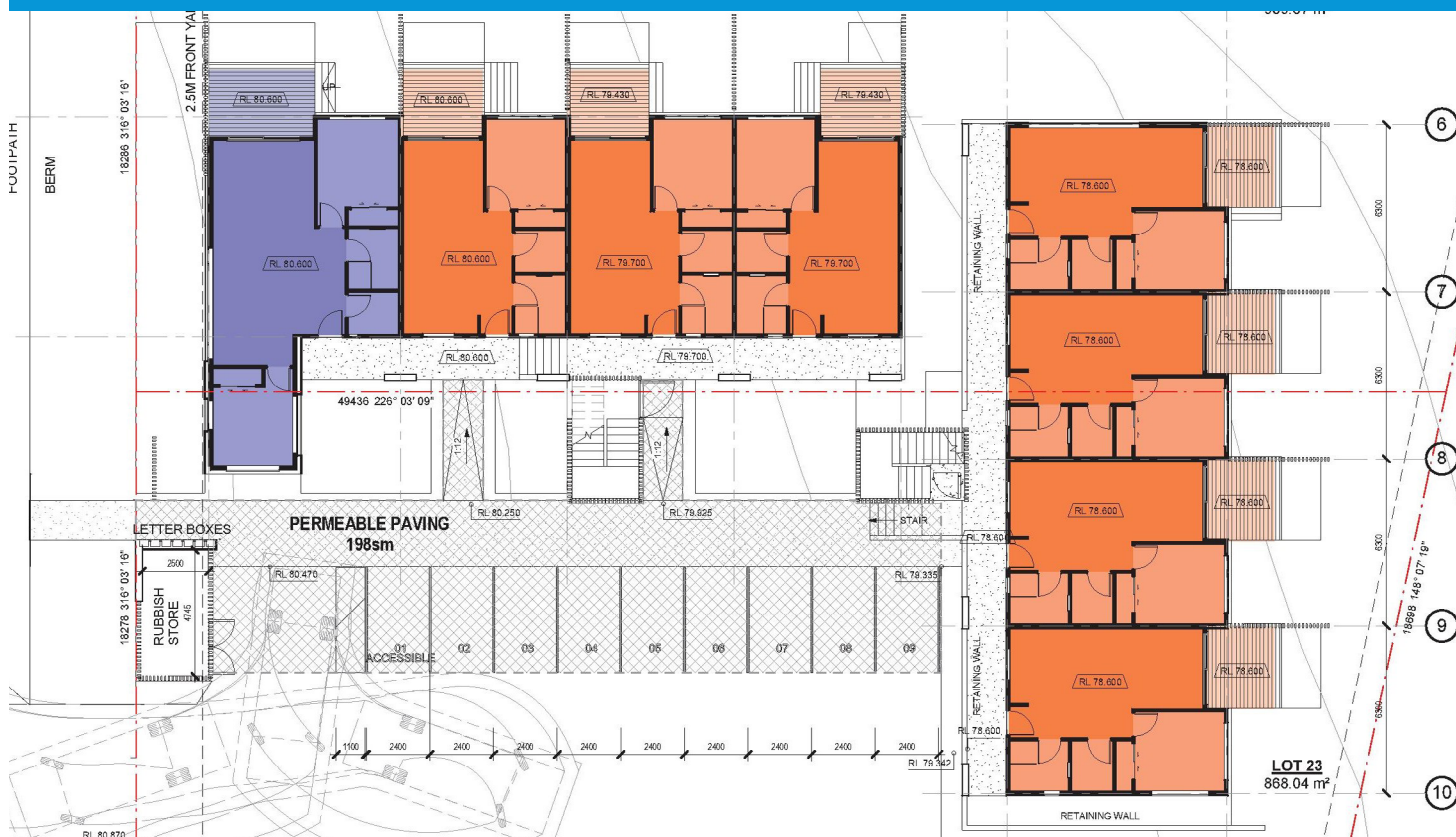 FOOTPATH
BERM
18286 316° 03' 16"
RL 80.600
UP
RL 80.600
RL 79.430
RL 79.430
RL 80.600
RL 80.600
RL 79.700
RL 79.700
RL 80.600
RL 79.700
49436 226° 03' 09"
1:12
1:12
RL 80.250
RL 79.925
STAIR
LETTER BOXES
PERMEABLE PAVING
198sm
2500
4745
RUBBISH
STORE
18278 316° 03' 16"
RL 80.470
RL 79.335
01
02
03
04
05
06
07
08
09
ACCESSIBLE
1100
2400
2400
2400
2400
2400
2400
2400
2400
2400
RL 79.342
RL 80.870
RETAINING WALL
RETAINING WALL
RETAINING WALL
RL 78.600
RL 78.600
RL 78.600
RL 78.600
RL 78.600
RL 78.600
RL 78.600
RL 78.600
RL 78.600
6300
6300
6300
6300
6
7
8
9
10
18698 148° 07' 19"
LOT 23
868.04 m²